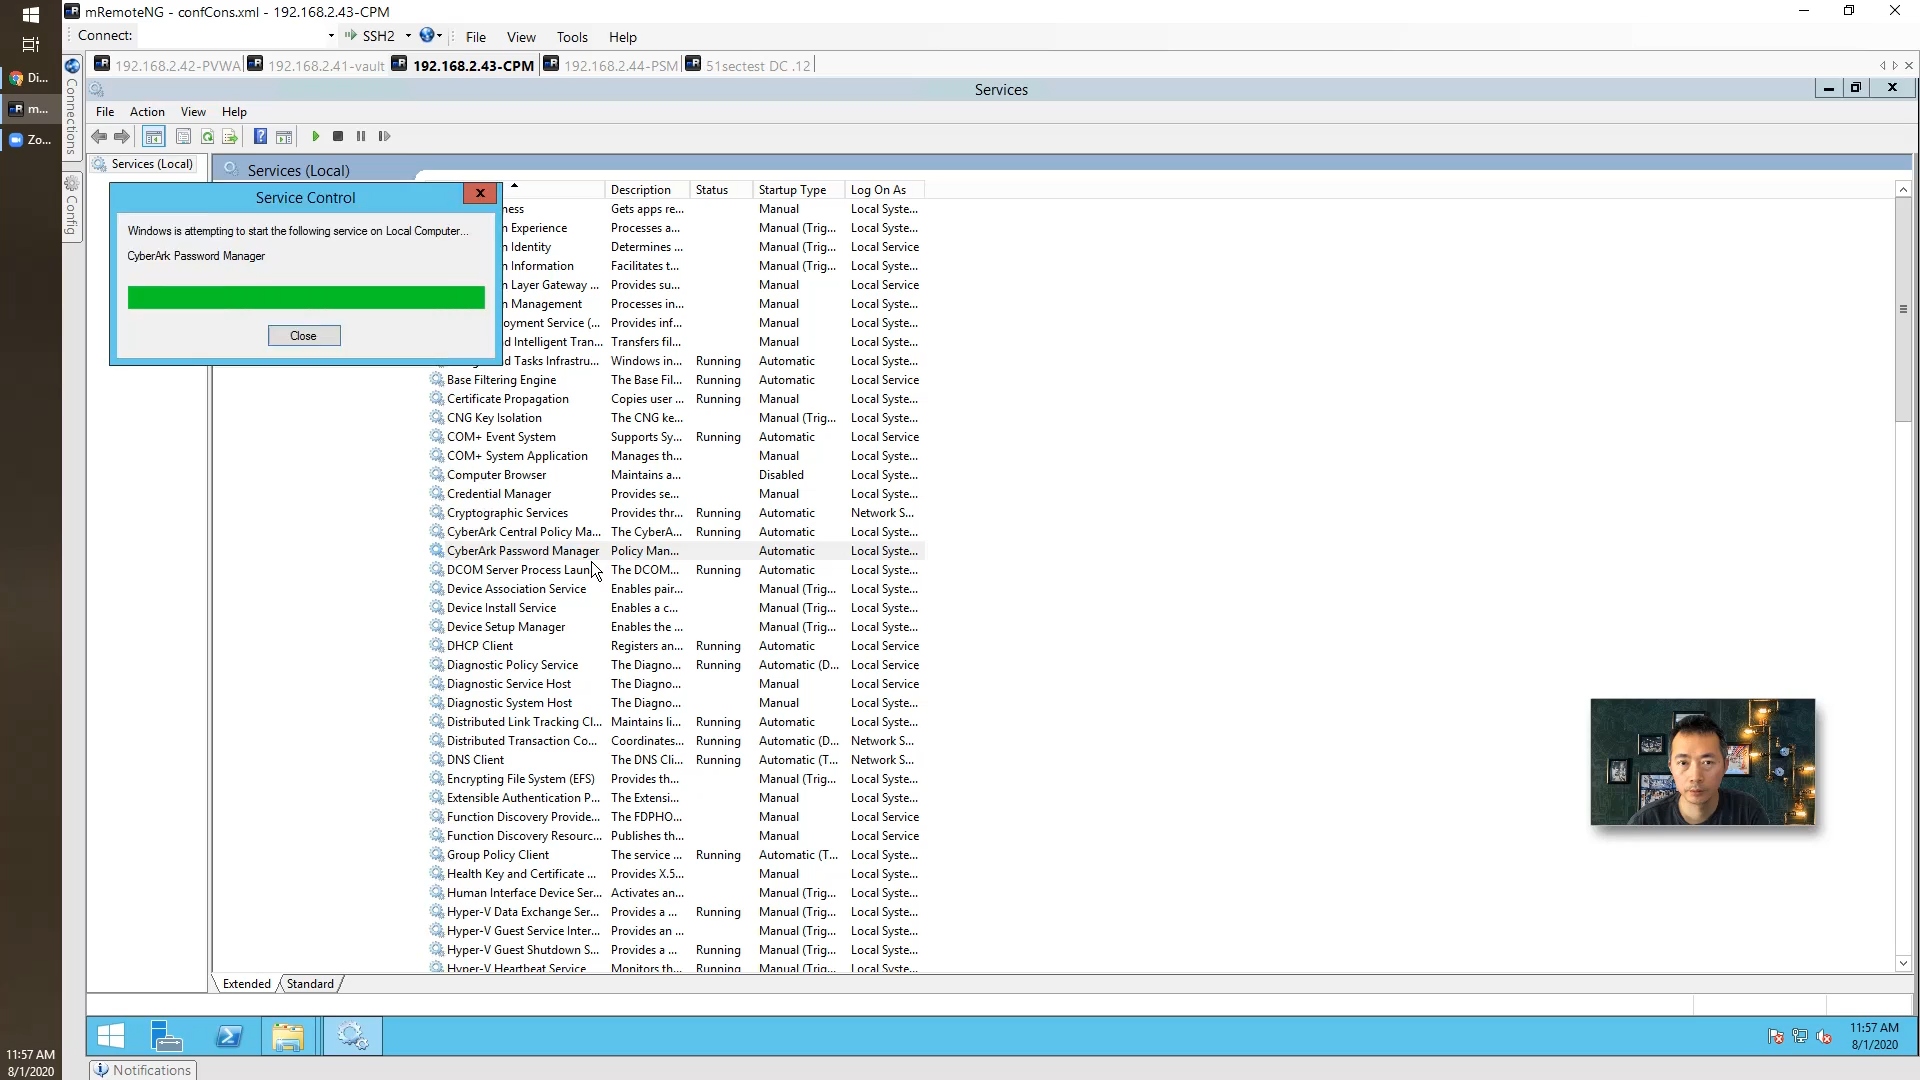 mRemoteNG - confCons.xml - 192.168.2.43-CPM
Connect: SSH2 File View Tools Help
192.168.2.42-PVWA 192.168.2.41-vault 192.168.2.43-CPM 192.168.2.44-PSM 51sectest DC .12
Di...
m...
Zo...
Connections
Config
Services
File Action View Help
Services (Local)
Services (Local)
Service Control
Windows is attempting to start the following service on Local Computer...
CyberArk Password Manager
Close
Description Status Startup Type Log On As
ness Gets apps re... Manual Local Syste...
n Experience Processes a... Manual (Trig... Local Syste...
n Identity Determines ... Manual (Trig... Local Service
n Information Facilitates t... Manual (Trig... Local Syste...
n Layer Gateway ... Provides su... Manual Local Service
n Management Processes in... Manual Local Syste...
oyment Service (... Provides inf... Manual Local Syste...
d Intelligent Tran... Transfers fil... Manual Local Syste...
d Tasks Infrastru... Windows in... Running Automatic Local Syste...
Base Filtering Engine The Base Fil... Running Automatic Local Service
Certificate Propagation Copies user ... Running Manual Local Syste...
CNG Key Isolation The CNG ke... Manual (Trig... Local Syste...
COM+ Event System Supports Sy... Running Automatic Local Service
COM+ System Application Manages th... Manual Local Syste...
Computer Browser Maintains a... Disabled Local Syste...
Credential Manager Provides se... Manual Local Syste...
Cryptographic Services Provides thr... Running Automatic Network S...
CyberArk Central Policy Ma... The CyberA... Running Automatic Local Syste...
CyberArk Password Manager Policy Man... Automatic Local Syste...
DCOM Server Process Laun The DCOM... Running Automatic Local Syste...
Device Association Service Enables pair... Manual (Trig... Local Syste...
Device Install Service Enables a c... Manual (Trig... Local Syste...
Device Setup Manager Enables the ... Manual (Trig... Local Syste...
DHCP Client Registers an... Running Automatic Local Service
Diagnostic Policy Service The Diagno... Running Automatic (D... Local Service
Diagnostic Service Host The Diagno... Manual Local Service
Diagnostic System Host The Diagno... Manual Local Syste...
Distributed Link Tracking Cl... Maintains li... Running Automatic Local Syste...
Distributed Transaction Co... Coordinates... Running Automatic (D... Network S...
DNS Client The DNS Cli... Running Automatic (T... Network S...
Encrypting File System (EFS) Provides th... Manual (Trig... Local Syste...
Extensible Authentication P... The Extensi... Manual Local Syste...
Function Discovery Provide... The FDPHO... Manual Local Service
Function Discovery Resourc... Publishes th... Manual Local Service
Group Policy Client The service ... Running Automatic (T... Local Syste...
Health Key and Certificate ... Provides X.5... Manual Local Syste...
Human Interface Device Ser... Activates an... Manual (Trig... Local Syste...
Hyper-V Data Exchange Ser... Provides a ... Running Manual (Trig... Local Syste...
Hyper-V Guest Service Inter... Provides an ... Manual (Trig... Local Syste...
Hyper-V Guest Shutdown S... Provides a ... Running Manual (Trig... Local Syste...
Hyper-V Heartbeat Service Monitors th... Running Manual (Trig... Local Syste...
Extended Standard
11:57 AM
8/1/2020
11:57 AM
8/1/2020
Notifications